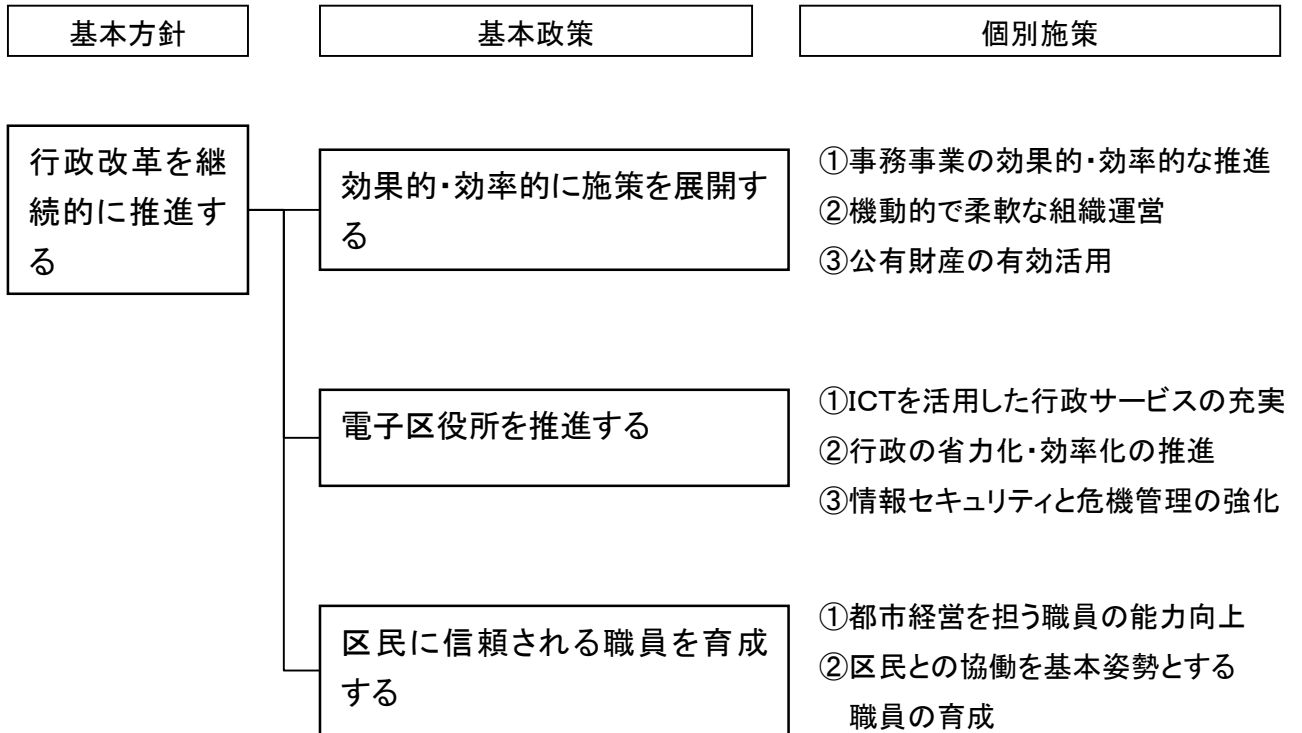 基本方針
基本政策
個別施策
行政改革を継
続的に推進す
る
効果的・効率的に施策を展開す
る
①事務事業の効果的・効率的な推進
②機動的で柔軟な組織運営
③公有財産の有効活用
電子区役所を推進する
①ICTを活用した行政サービスの充実
②行政の省力化・効率化の推進
③情報セキュリティと危機管理の強化
区民に信頼される職員を育成
する
①都市経営を担う職員の能力向上
②区民との協働を基本姿勢とする
職員の育成